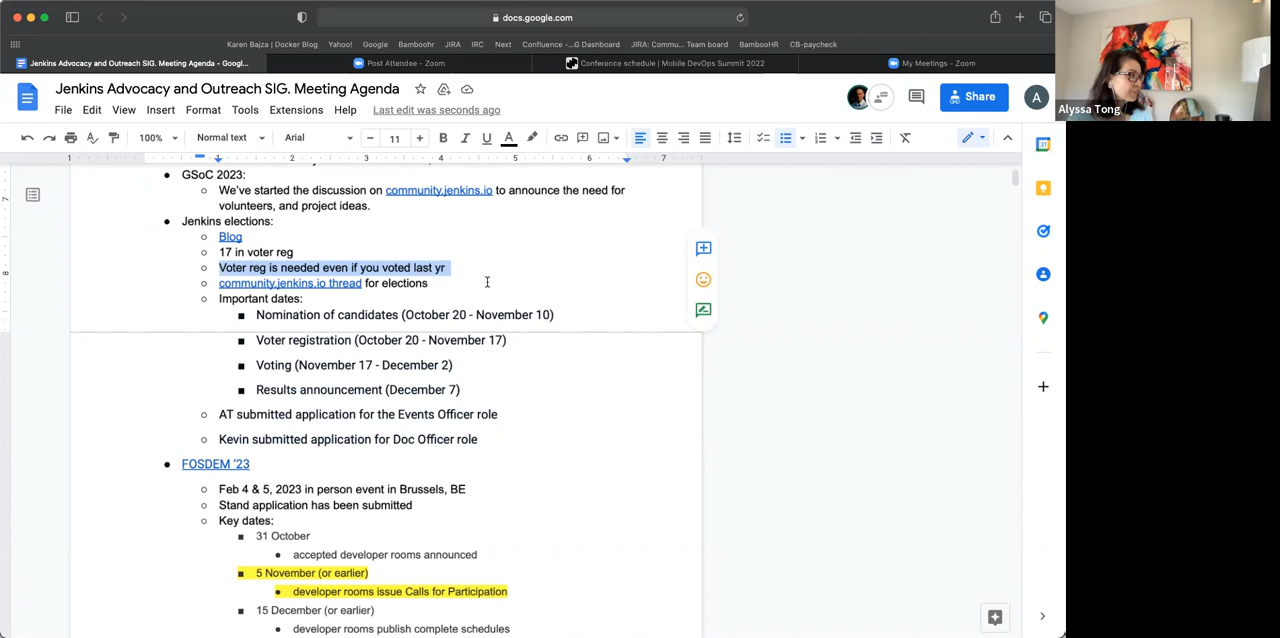 docs.google.com
Karen Bajza | Docker Blog Yahoo! Google Bamboohr JIRA IRC Next Confluence -...G Dashboard JIRA: Commu... Team board BambooHR CB-paycheck
Jenkins Advocacy and Outreach SIG. Meeting Agenda - Googl... Post Attendee - Zoom Conference schedule | Mobile DevOps Summit 2022 My Meetings - Zoom
Jenkins Advocacy and Outreach SIG. Meeting Agenda
Share
A
Alyssa Tong
File Edit View Insert Format Tools Extensions Help Last edit was seconds ago
100% Normal text Arial 11
1 1 2 3 4 5 6 7
GSoC 2023:
We've started the discussion on community.jenkins.io to announce the need for
volunteers, and project ideas.
Jenkins elections:
Blog
17 in voter reg
Voter reg is needed even if you voted last yr
community.jenkins.io thread for elections
Important dates:
Nomination of candidates (October 20 - November 10)
Voter registration (October 20 - November 17)
Voting (November 17 - December 2)
Results announcement (December 7)
AT submitted application for the Events Officer role
Kevin submitted application for Doc Officer role
FOSDEM '23
Feb 4 & 5, 2023 in person event in Brussels, BE
Stand application has been submitted
Key dates:
31 October
accepted developer rooms announced
5 November (or earlier)
developer rooms issue Calls for Participation
15 December (or earlier)
developer rooms publish complete schedules